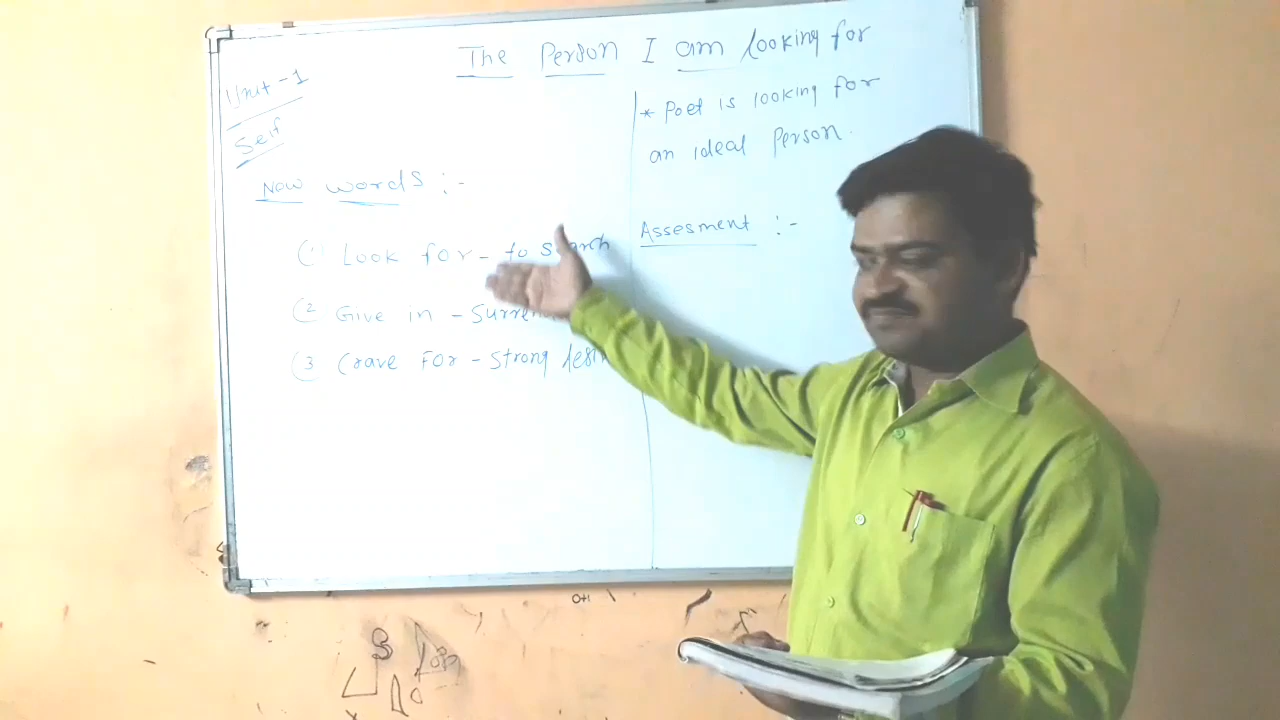 The Person I am looking for
Unit - 1
Self
* Poet is looking for
an ideal Person.
New words :-
(1) Look for - to search
(2) Give in -
(3) Crave For - Strong
Assesment :-